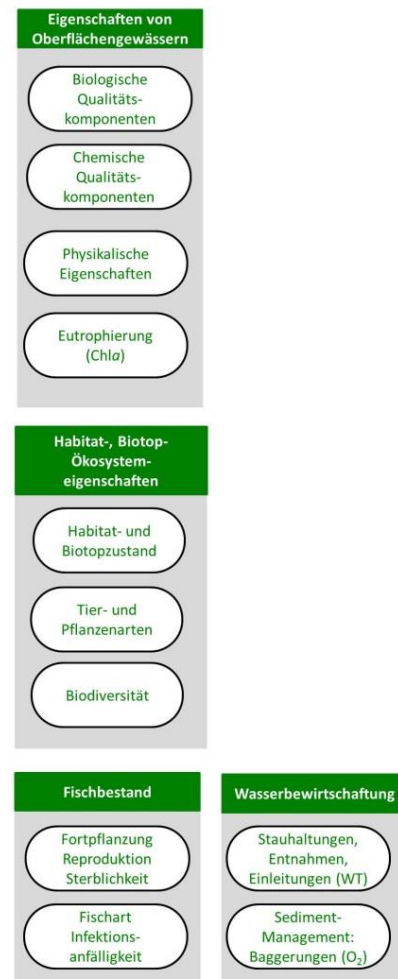 Eigenschaften von
Oberflächengewässern
Biologische
Qualitäts-
komponenten
Chemische
Qualitäts-
komponenten
Physikalische
Eigenschaften
Eutrophierung
(Chla)
Habitat-, Biotop-
Ökosystem-
eigenschaften
Habitat- und
Biotopzustand
Tier- und
Pflanzenarten
Biodiversität
Fischbestand
Fortpflanzung
Reproduktion
Sterblichkeit
Fischart
Infektions-
anfälligkeit
Wasserbewirtschaftung
Stauhaltungen,
Entnahmen,
Einleitungen (WT)
Sediment-
Management:
Baggerungen (O₂)